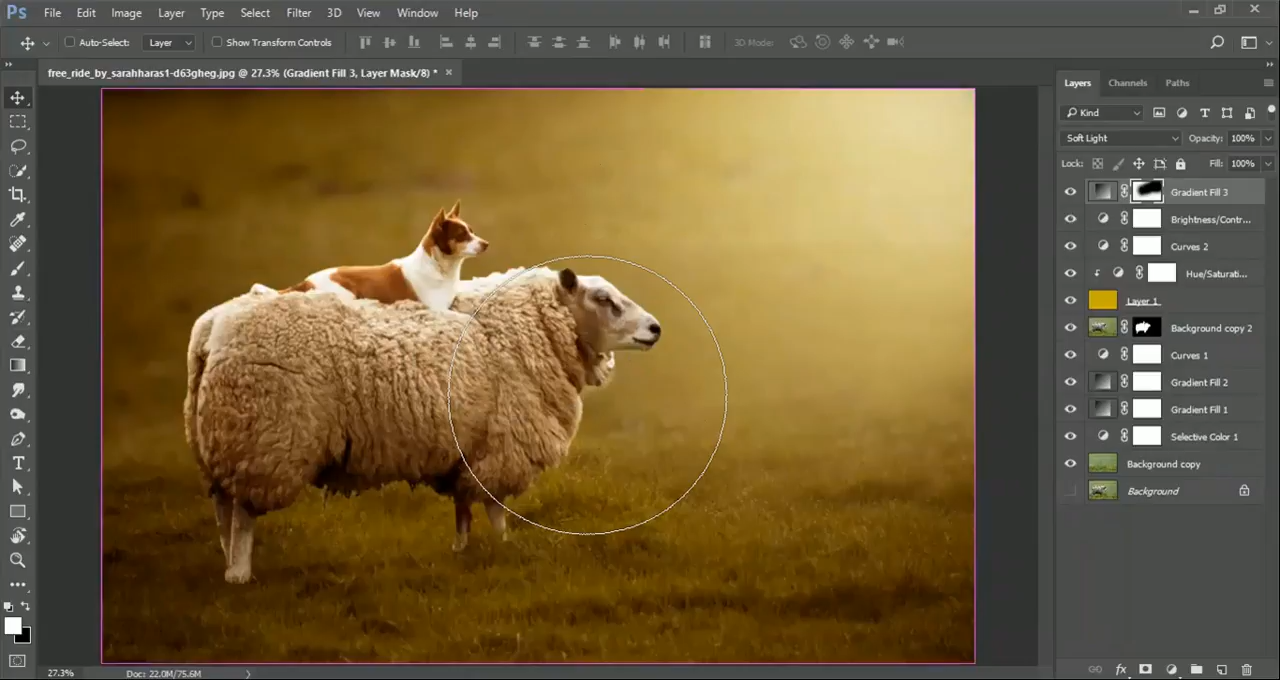 Ps File Edit Image Layer Type Select Filter 3D View Window Help
Auto-Select: Layer Show Transform Controls 3D Mode:
free_ride_by_sarahharas1-d63gheg.jpg @ 27.3% (Gradient Fill 3, Layer Mask/8) * ×
Layers Channels Paths
Kind
Soft Light Opacity: 100%
Lock: Fill: 100%
Gradient Fill 3
Brightness/Contr...
Curves 2
Hue/Saturati...
Layer 1
Background copy 2
Curves 1
Gradient Fill 2
Gradient Fill 1
Selective Color 1
Background copy
Background
27.3% Doc: 22.0M/75.6M